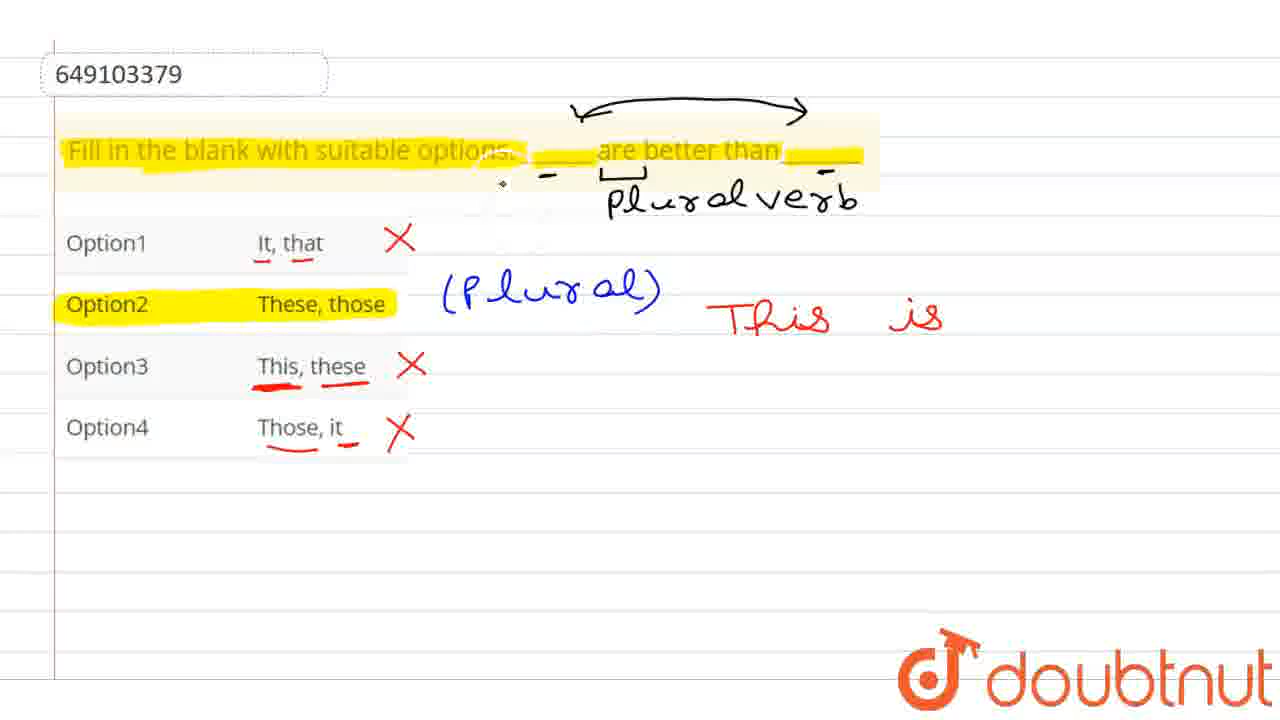 649103379
Fill in the blank with suitable options: _____ are better than ______
Plural verb
Option1 It, that
Option2 These, those (Plural)
This is
Option3 This, these
Option4 Those, it
doubtnut